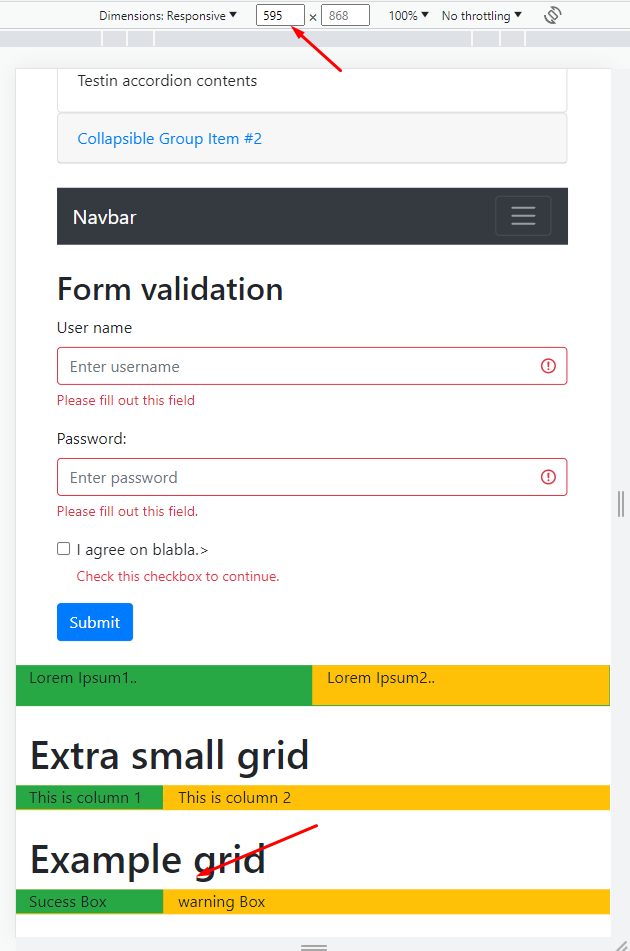 Dimensions: Responsive 595 × 868 100% No throttling
Testin accordion contents
Collapsible Group Item #2
Navbar
Form validation
User name
Enter username
Please fill out this field
Password:
Enter password
Please fill out this field.
I agree on blabla.>
Check this checkbox to continue.
Submit
Lorem Ipsum1.. Lorem Ipsum2..
Extra small grid
This is column 1 This is column 2
Example grid
Sucess Box warning Box